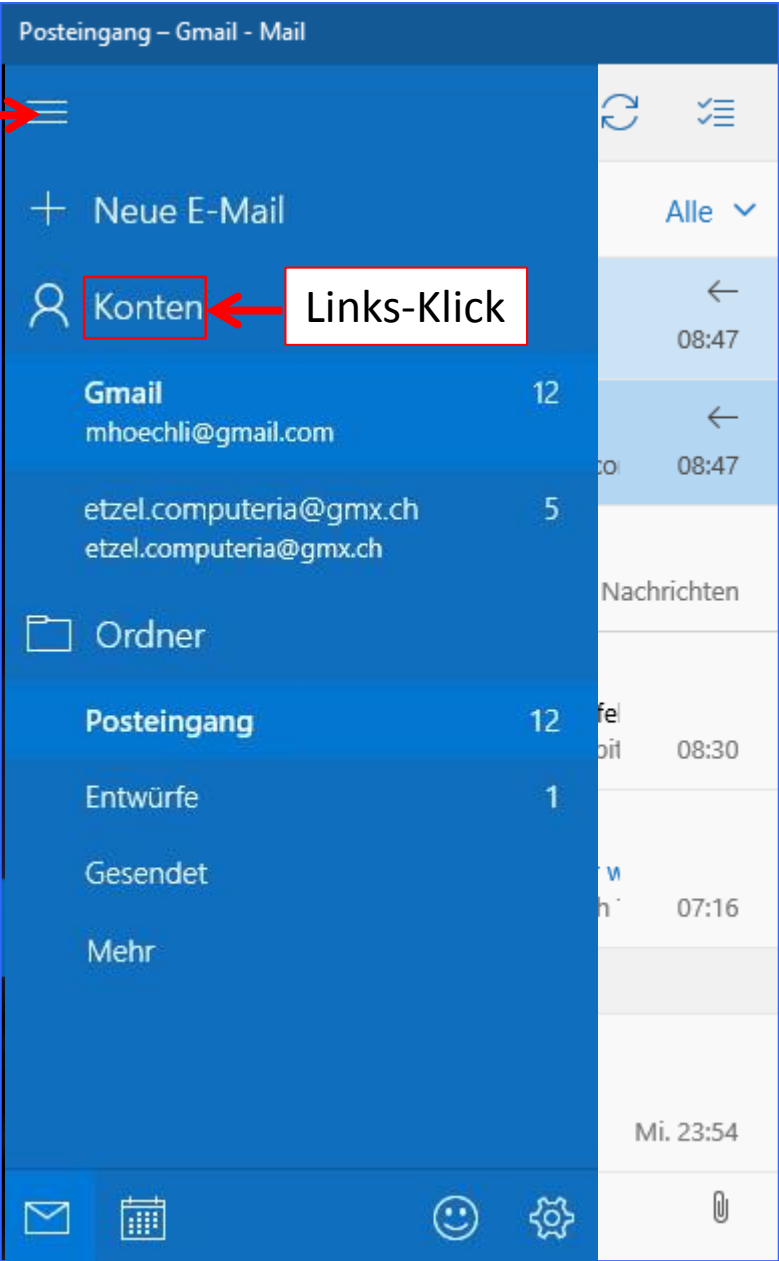 Posteingang – Gmail - Mail
Neue E-Mail
Alle
Konten
Links-Klick
08:47
Gmail 12
mhoechli@gmail.com
08:47
etzel.computeria@gmx.ch 5
etzel.computeria@gmx.ch
Nachrichten
Ordner
Posteingang 12
08:30
Entwürfe 1
Gesendet
07:16
Mehr
Mi. 23:54